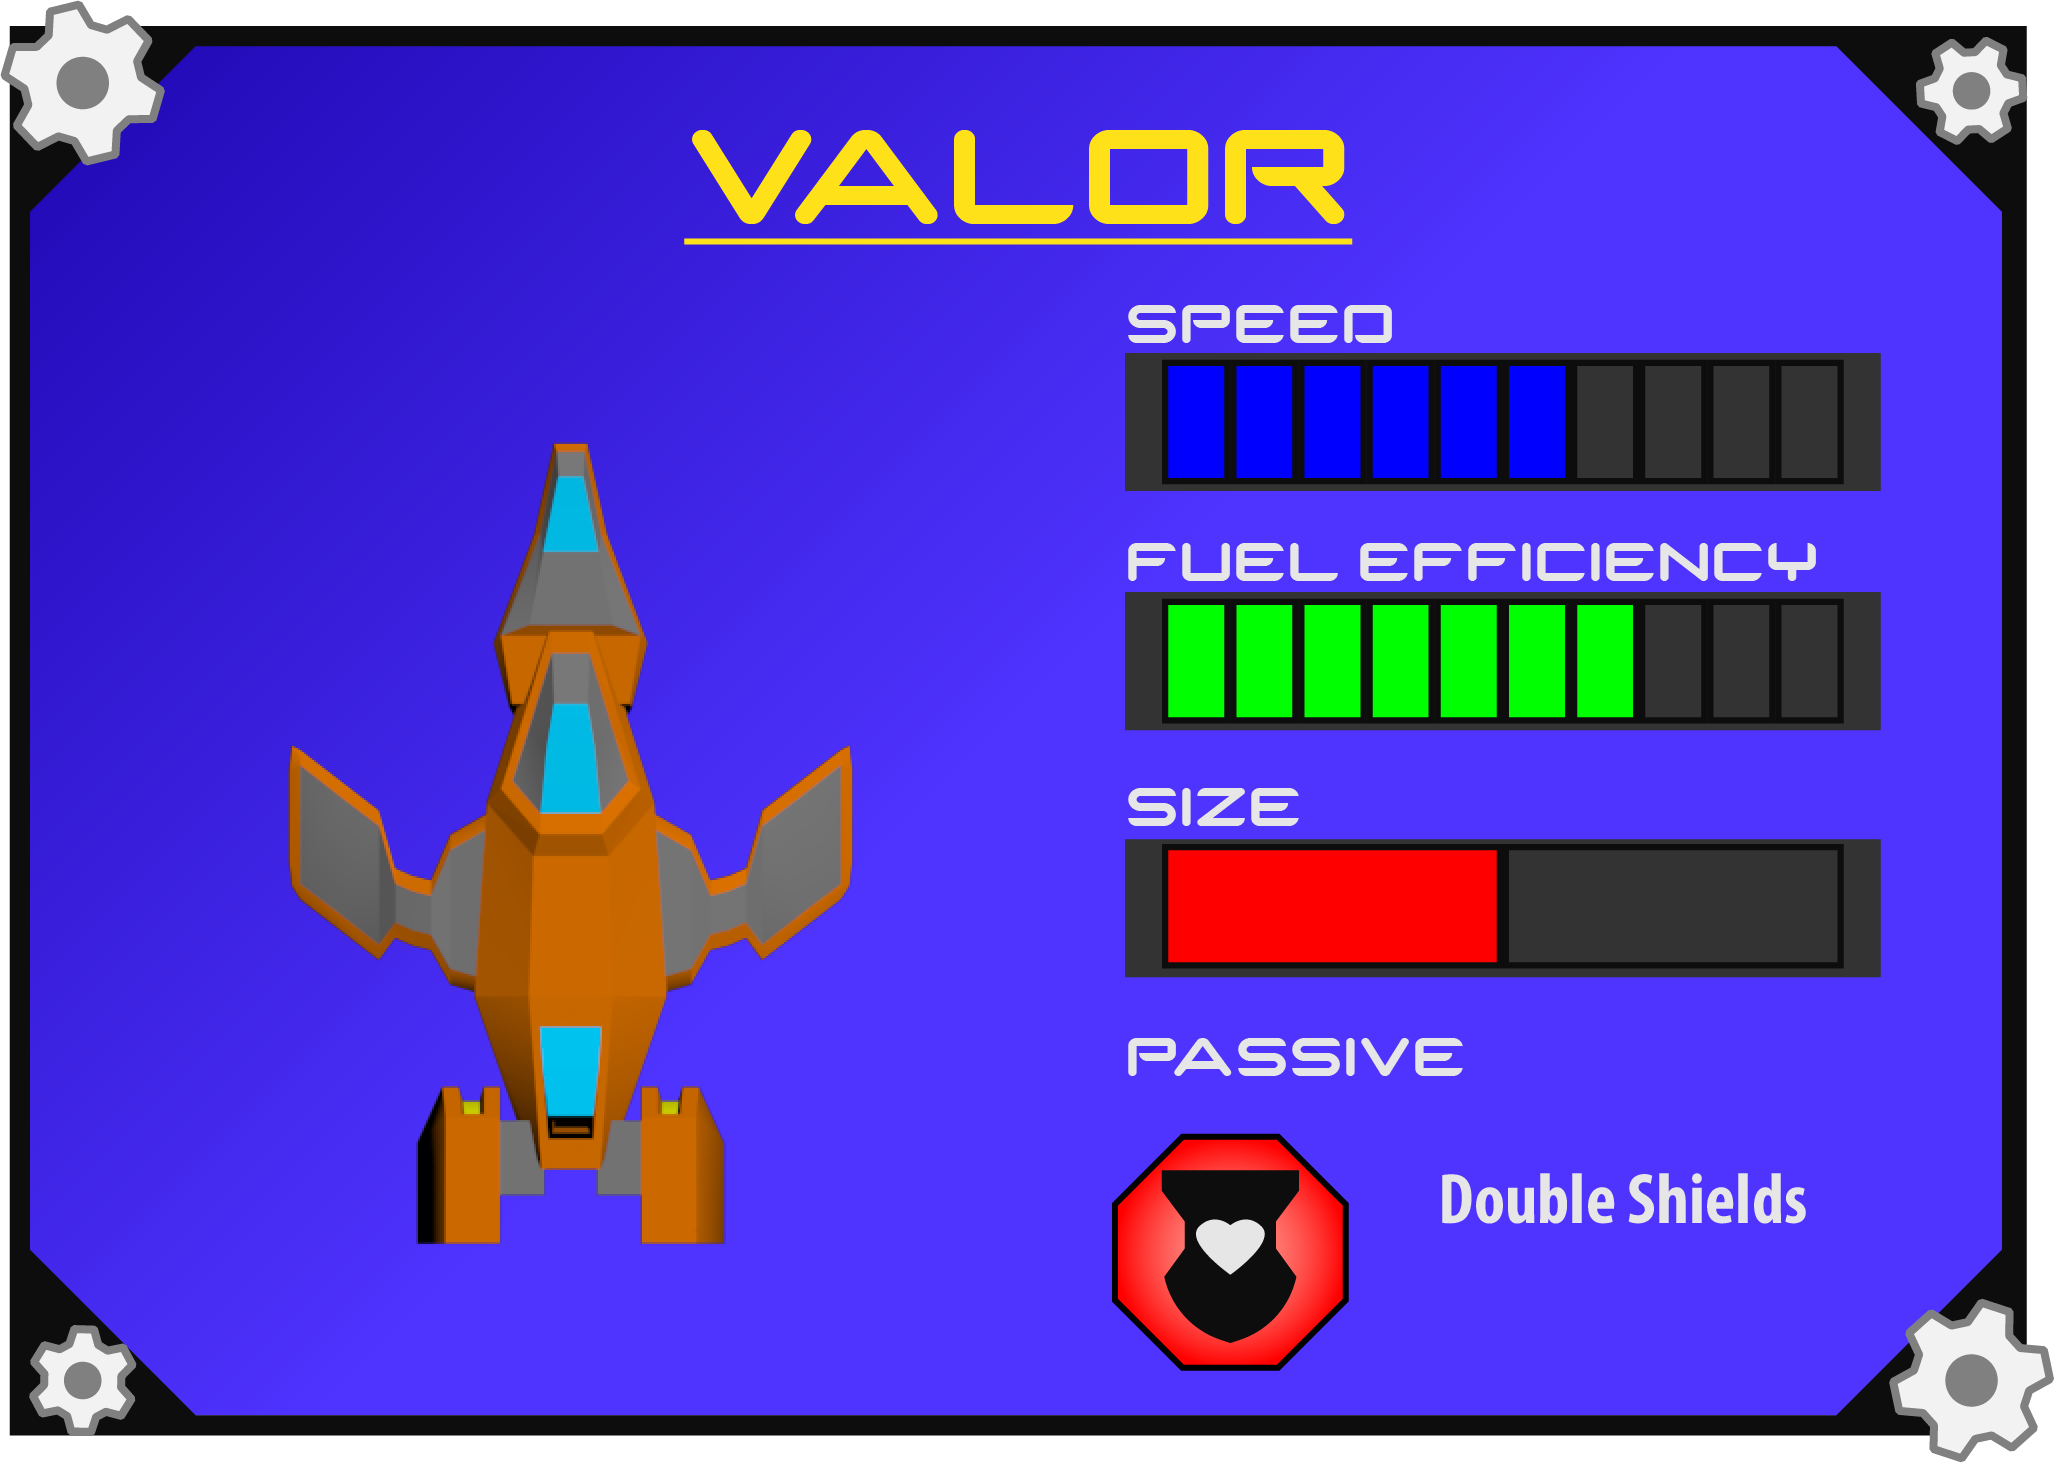 VALOR
SPEED
FUEL EFFICIENCY
SIZE
PASSIVE
Double Shields